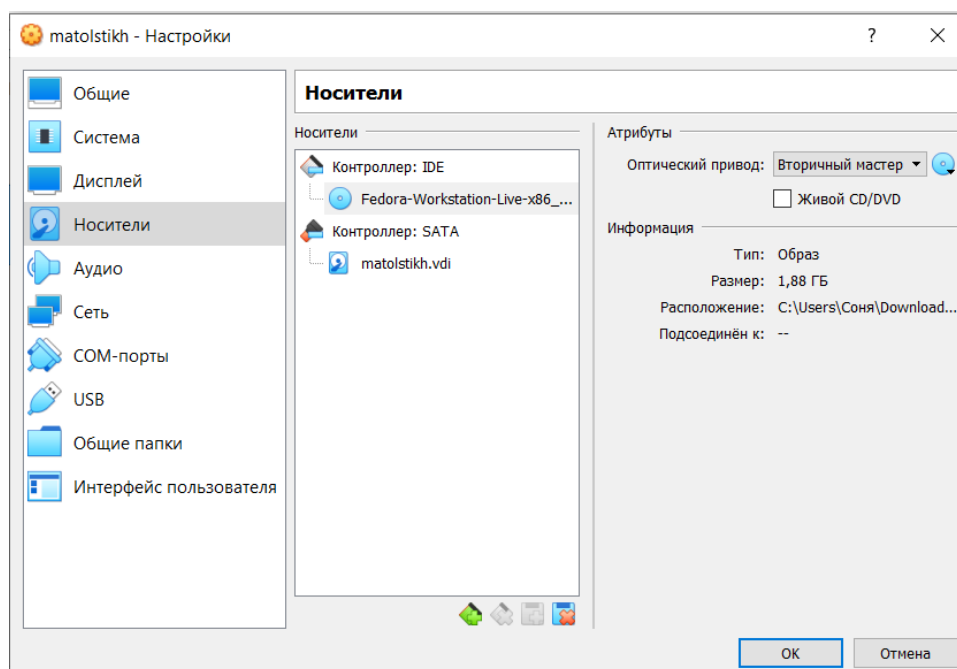 matolstikh - Настройки
?
Общие
Система
Дисплей
Носители
Аудио
Сеть
COM-порты
USB
Общие папки
Интерфейс пользователя
Носители
Носители
Контроллер: IDE
Fedora-Workstation-Live-x86_...
Контроллер: SATA
matolstikh.vdi
Атрибуты
Оптический привод: Вторичный мастер
Живой CD/DVD
Информация
Тип: Образ
Размер: 1,88 ГБ
Расположение: C:\Users\Соня\Download...
Подсоединён к: --
OK
Отмена